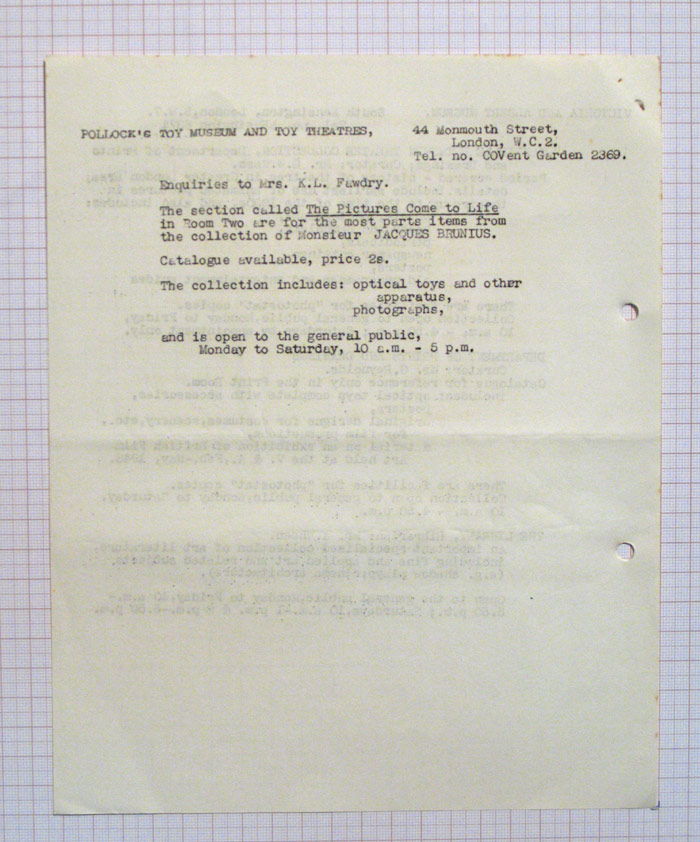 POLLOCK'S TOY MUSEUM AND TOY THEATRES, 44 Monmouth Street,
London, W.C.2.
Tel. no. COVent Garden 2369.
Enquiries to Mrs. K.L. Fawdry.
The section called The Pictures Come to Life
in Room Two are for the most parts items from
the collection of Monsieur JACQUES BRUNIUS.
Catalogue available, price 2s.
The collection includes: optical toys and other
apparatus,
photographs,
and is open to the general public,
Monday to Saturday, 10 a.m. - 5 p.m.